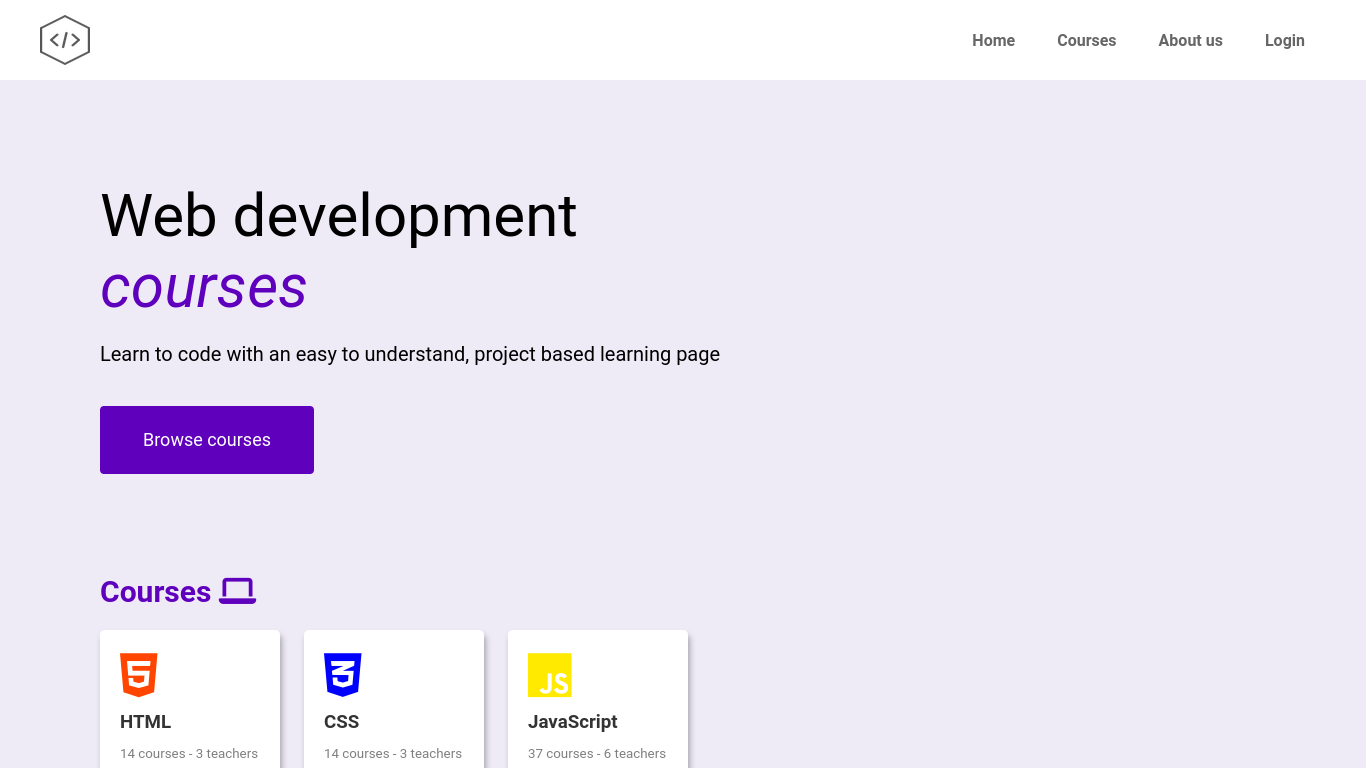 </>
Home Courses About us Login
Web development
courses
Learn to code with an easy to understand, project based learning page
Browse courses
Courses
HTML
14 courses - 3 teachers
CSS
14 courses - 3 teachers
JS
JavaScript
37 courses - 6 teachers